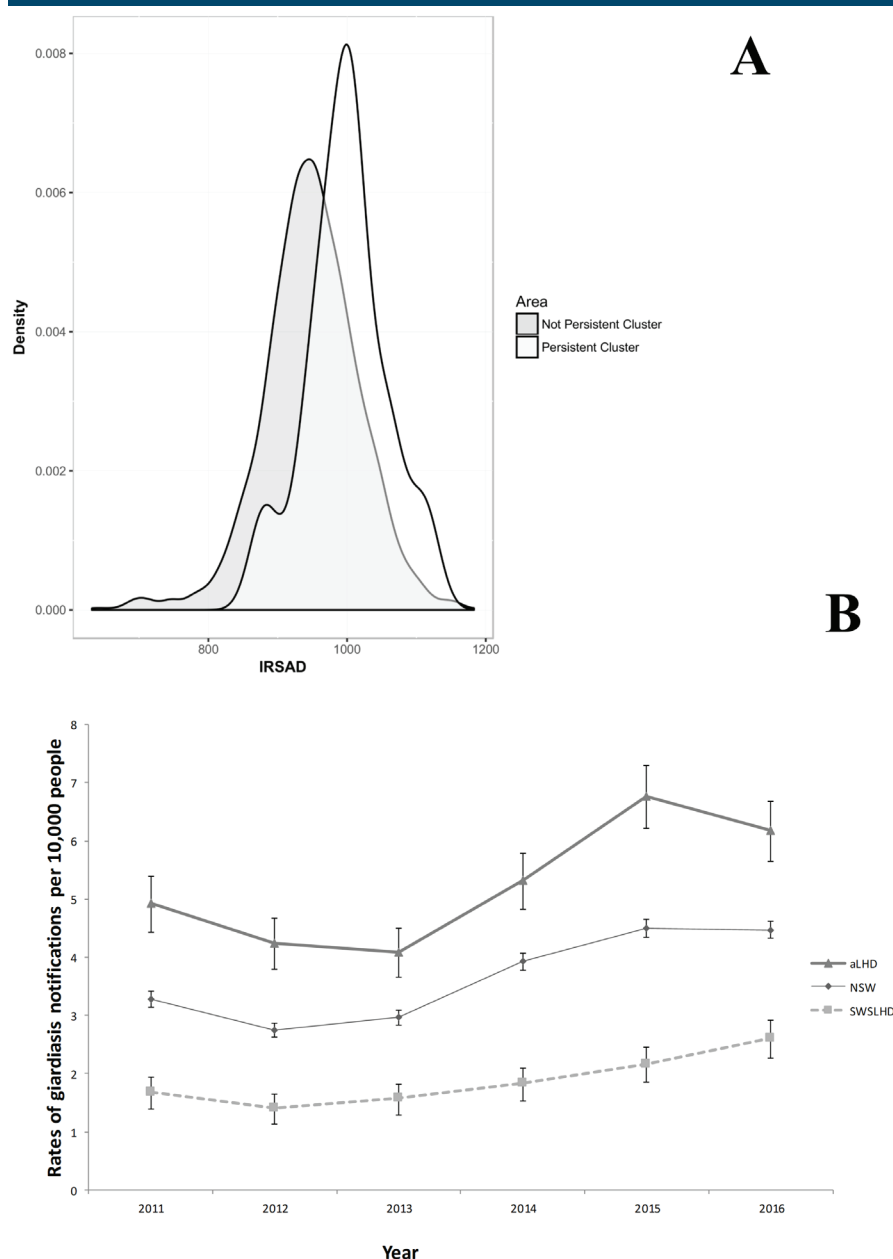 A
0.008
0.006
0.004
0.002
0.000
Density
800 1000 1200
IRSAD
Area
Not Persistent Cluster
Persistent Cluster
B
Rates of giardiasis notifications per 10,000 people
8
7
6
5
4
3
2
1
0
2011 2012 2013 2014 2015 2016
Year
aLHD
NSW
SWSLHD